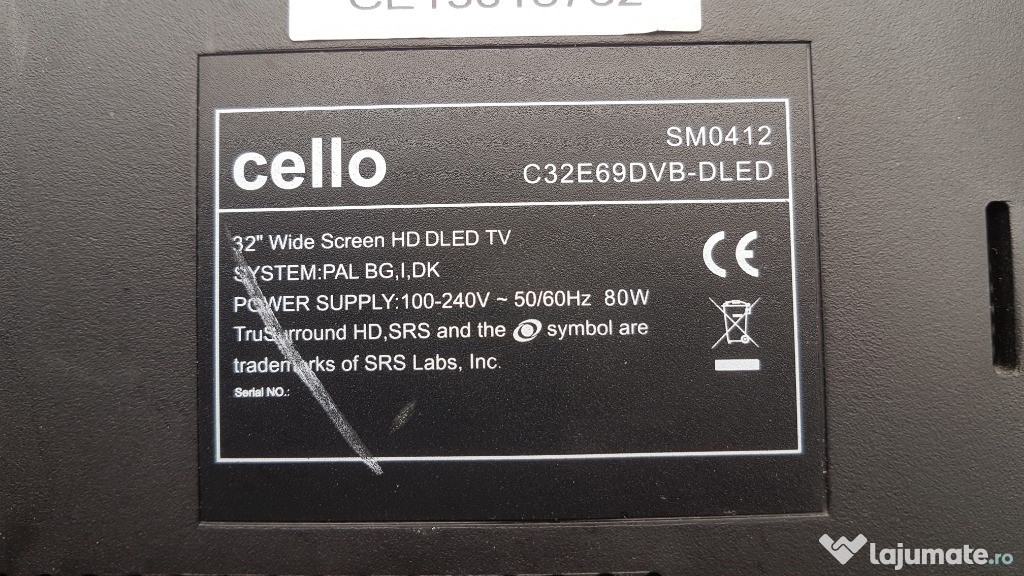 cello
SM0412
C32E69DVB-DLED
32" Wide Screen HD DLED TV
SYSTEM:PAL BG,I,DK
POWER SUPPLY:100-240V ~ 50/60Hz 80W
TruSurround HD,SRS and the symbol are
trademarks of SRS Labs, Inc.
Serial NO.:
CE
lajumate.ro